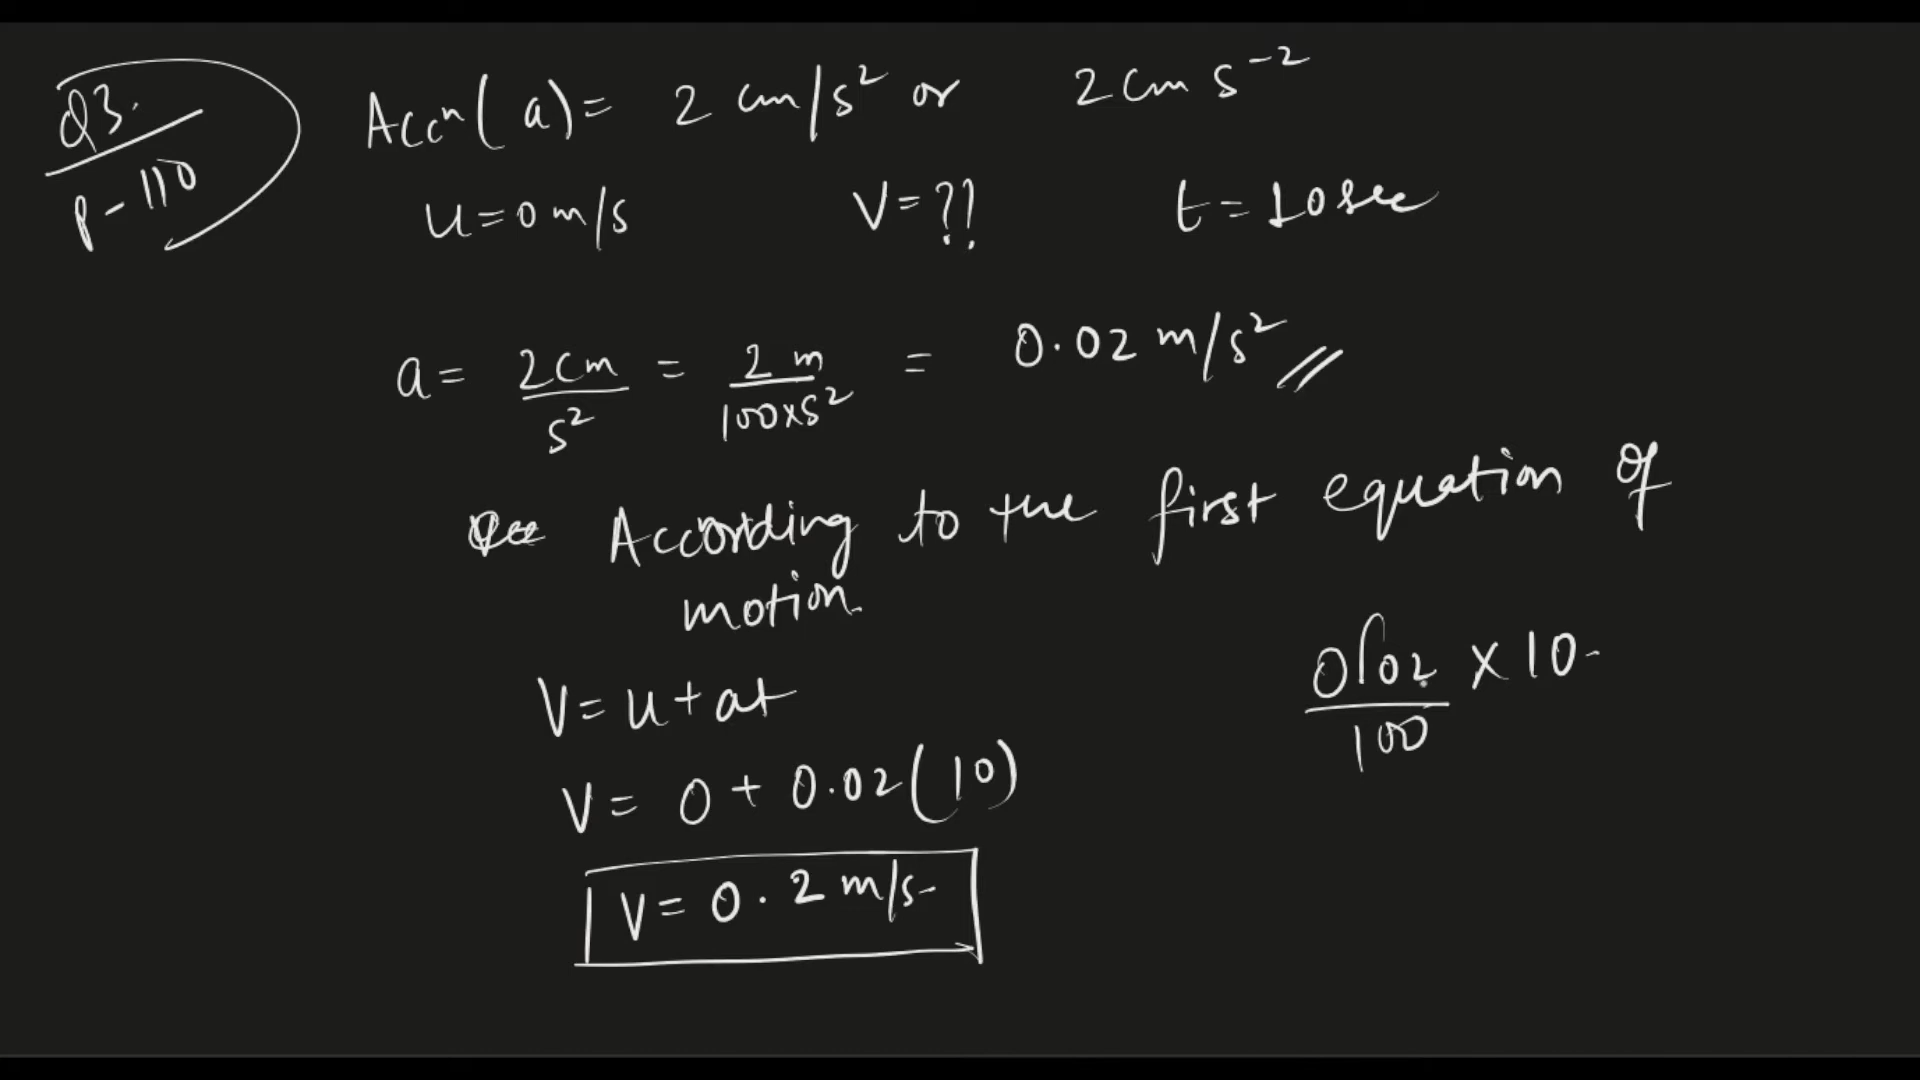 Q3.
P-110
Accⁿ(a) = 2 cm/s² or 2 cm s⁻²
u = 0 m/s V = ?? t = 10 sec
a = 2cm/s² = 2 m/100×s² = 0.02 m/s²
According to the first equation of
motion.
V = u + at
0.02/100 × 10
V = 0 + 0.02(10)
V = 0.2 m/s